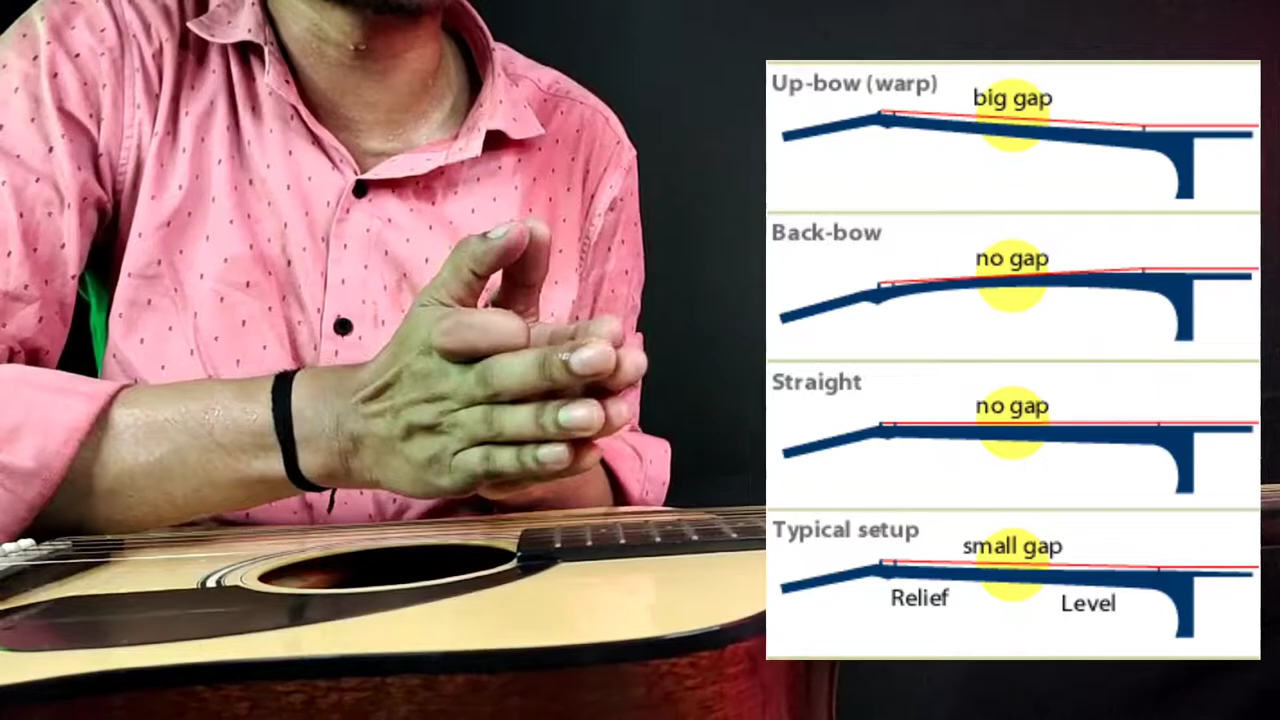 Up-bow (warp)
big gap
Back-bow
no gap
Straight
no gap
Typical setup
small gap
Relief
Level